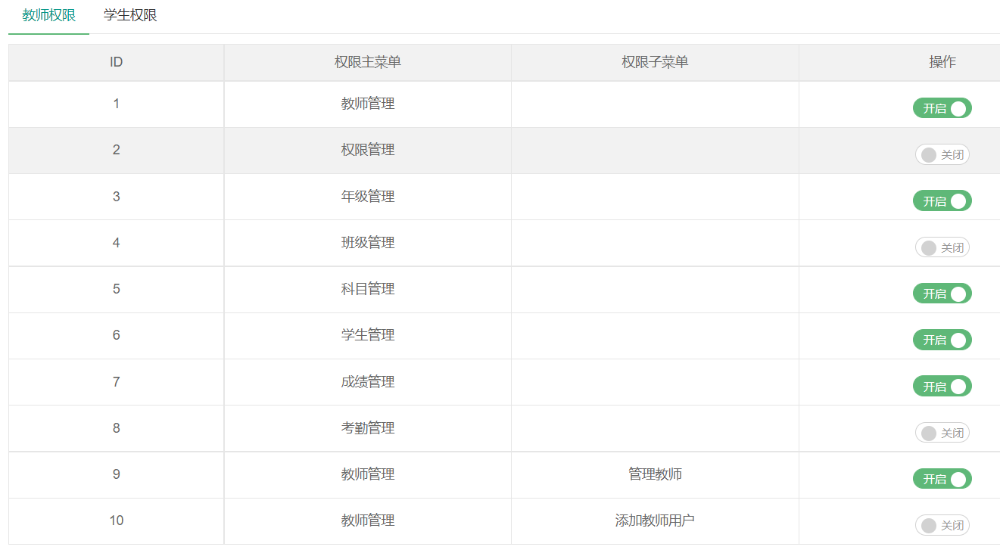 教师权限 学生权限
ID 权限主菜单 权限子菜单 操作
1 教师管理 开启
2 权限管理 关闭
3 年级管理 开启
4 班级管理 关闭
5 科目管理 开启
6 学生管理 开启
7 成绩管理 开启
8 考勤管理 关闭
9 教师管理 管理教师 开启
10 教师管理 添加教师用户 关闭